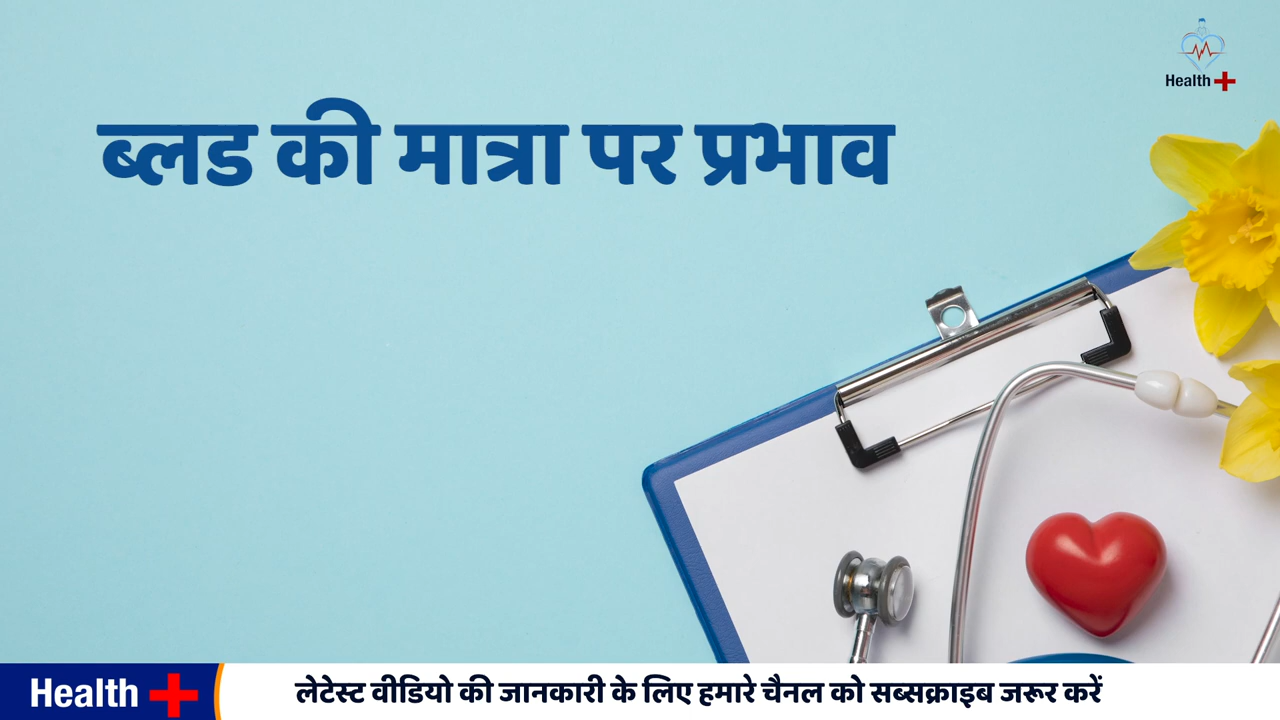 Health
ब्लड की मात्रा पर प्रभाव
Health
लेटेस्ट वीडियो की जानकारी के लिए हमारे चैनल को सब्सक्राइब जरूर करें